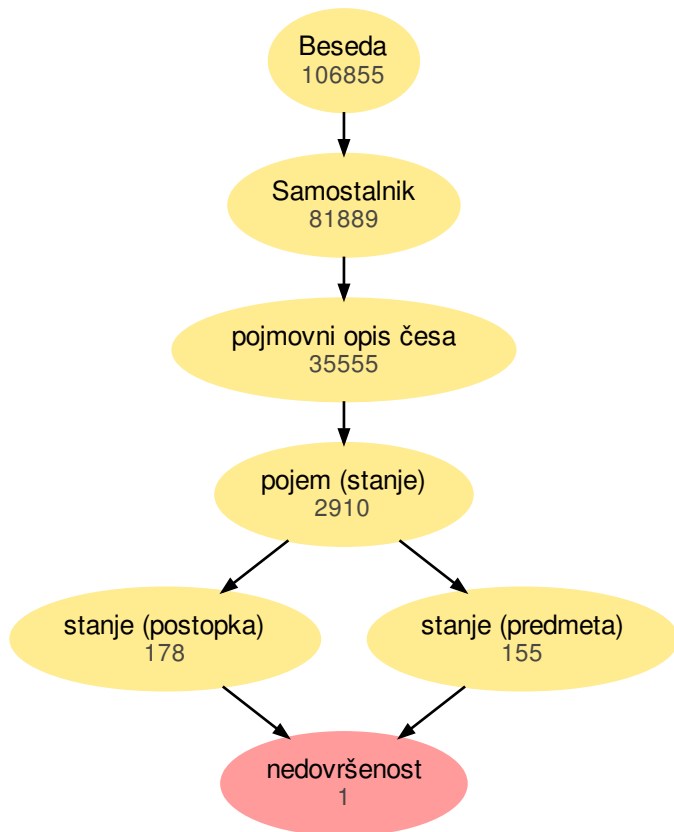 Beseda
106855
Samostalnik
81889
pojmovni opis česa
35555
pojem (stanje)
2910
stanje (postopka)
178
stanje (predmeta)
155
nedovršenost
1